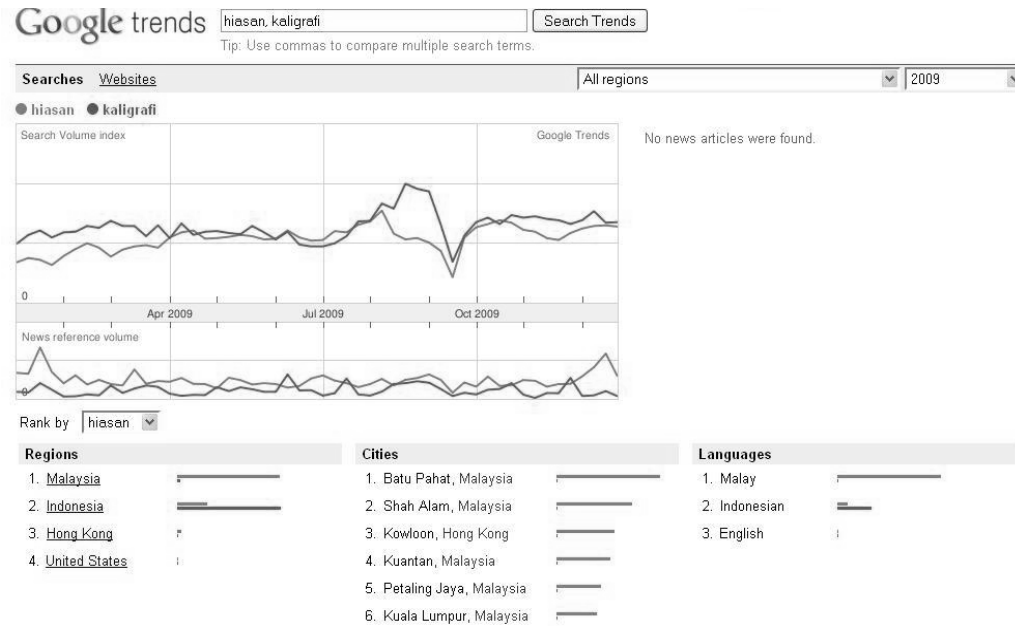 Google trends
hiasan, kaligrafi
Search Trends
Tip: Use commas to compare multiple search terms.
Searches Websites
All regions
2009
hiasan kaligrafi
Search Volume index
Google Trends
No news articles were found.
0
Apr 2009 Jul 2009 Oct 2009
News reference volume
0
Rank by hiasan
Regions
1. Malaysia
2. Indonesia
3. Hong Kong
4. United States
Cities
1. Batu Pahat, Malaysia
2. Shah Alam, Malaysia
3. Kowloon, Hong Kong
4. Kuantan, Malaysia
5. Petaling Jaya, Malaysia
6. Kuala Lumpur, Malaysia
Languages
1. Malay
2. Indonesian
3. English